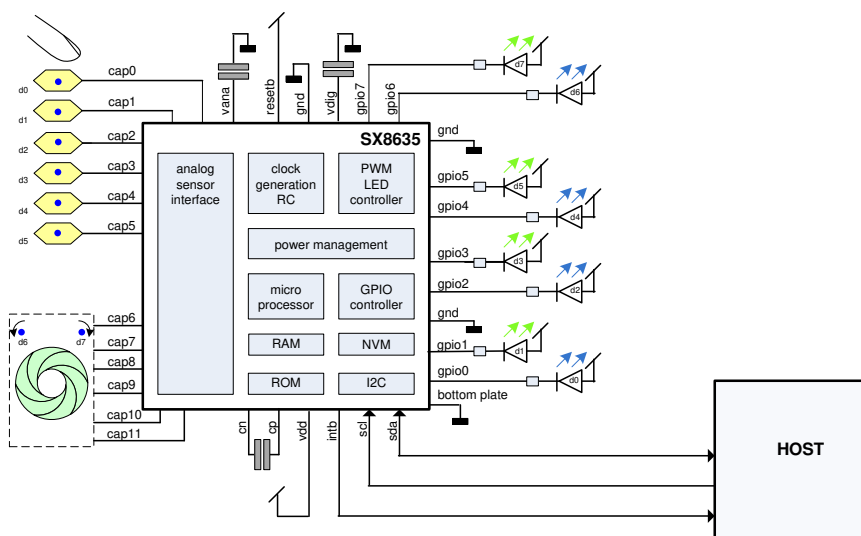 vana
resetb
gnd
vdig
gpio7
gpio6
d7
d6
d0
cap0
d1
cap1
d2
cap2
d3
cap3
d4
cap4
d5
cap5
SX8635
gnd
analog
sensor
interface
clock
generation
RC
PWM
LED
controller
gpio5
d5
gpio4
d4
power management
gpio3
d3
micro
processor
GPIO
controller
gpio2
d2
gnd
cap6
d6
d7
cap7
cap8
cap9
cap10
cap11
RAM
NVM
gpio1
d1
ROM
I2C
gpio0
d0
bottom plate
cn
cp
vdd
intb
scl
sda
HOST